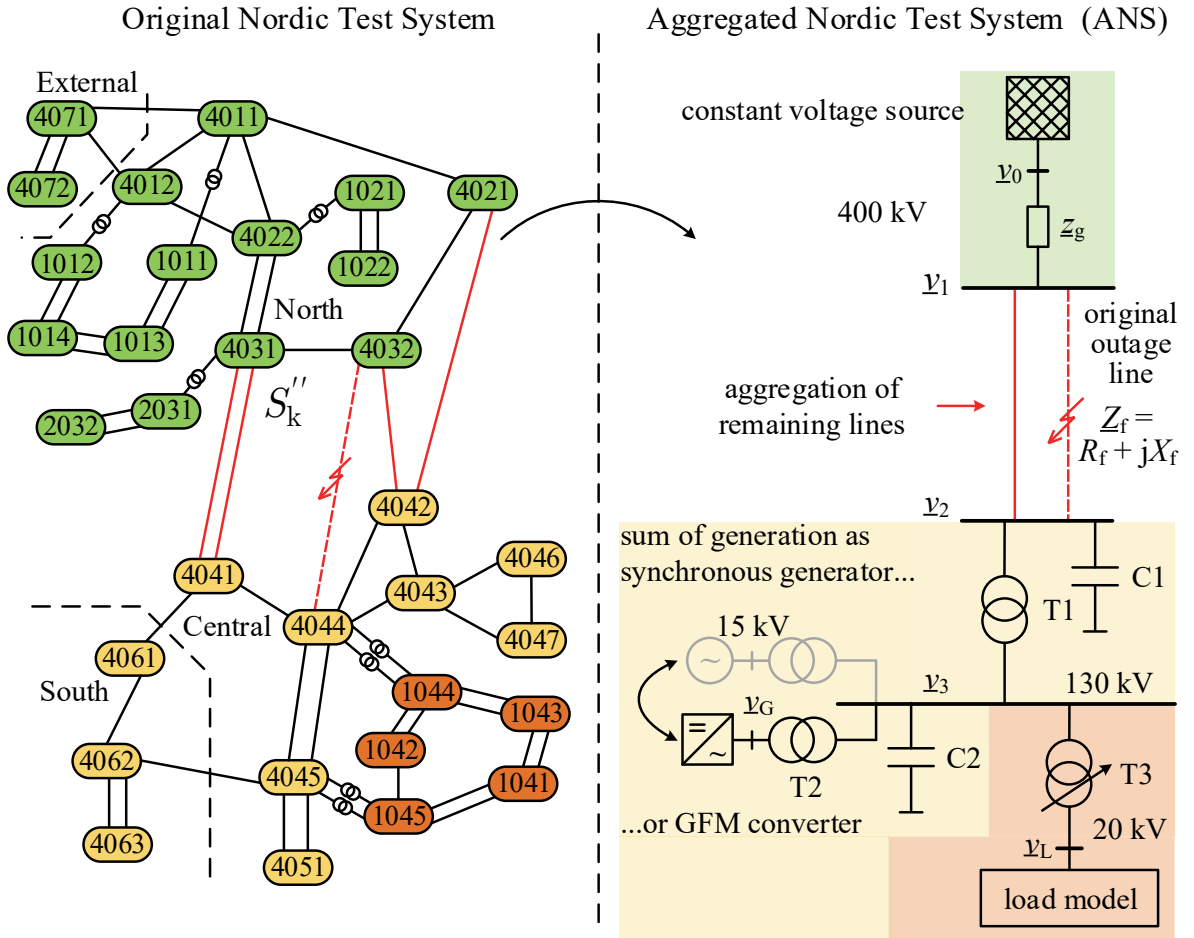 Original Nordic Test System
External
4071
4011
4072
4012
1021
4021
4022
1012
1011
1022
North
1014
1013
4031
4032
S''k
2031
2032
4042
4046
4041
4043
Central
4044
4047
4061
South
1044
1043
1042
4062
4045
1041
1045
4063
4051
Aggregated Nordic Test System (ANS)
constant voltage source
v0
400 kV
zg
v1
original
outage
line
aggregation of
remaining lines
Zf =
Rf + jXf
v2
sum of generation as
synchronous generator...
C1
T1
15 kV
~
v3
130 kV
vG
=
~
T2
C2
T3
...or GFM converter
20 kV
vL
load model